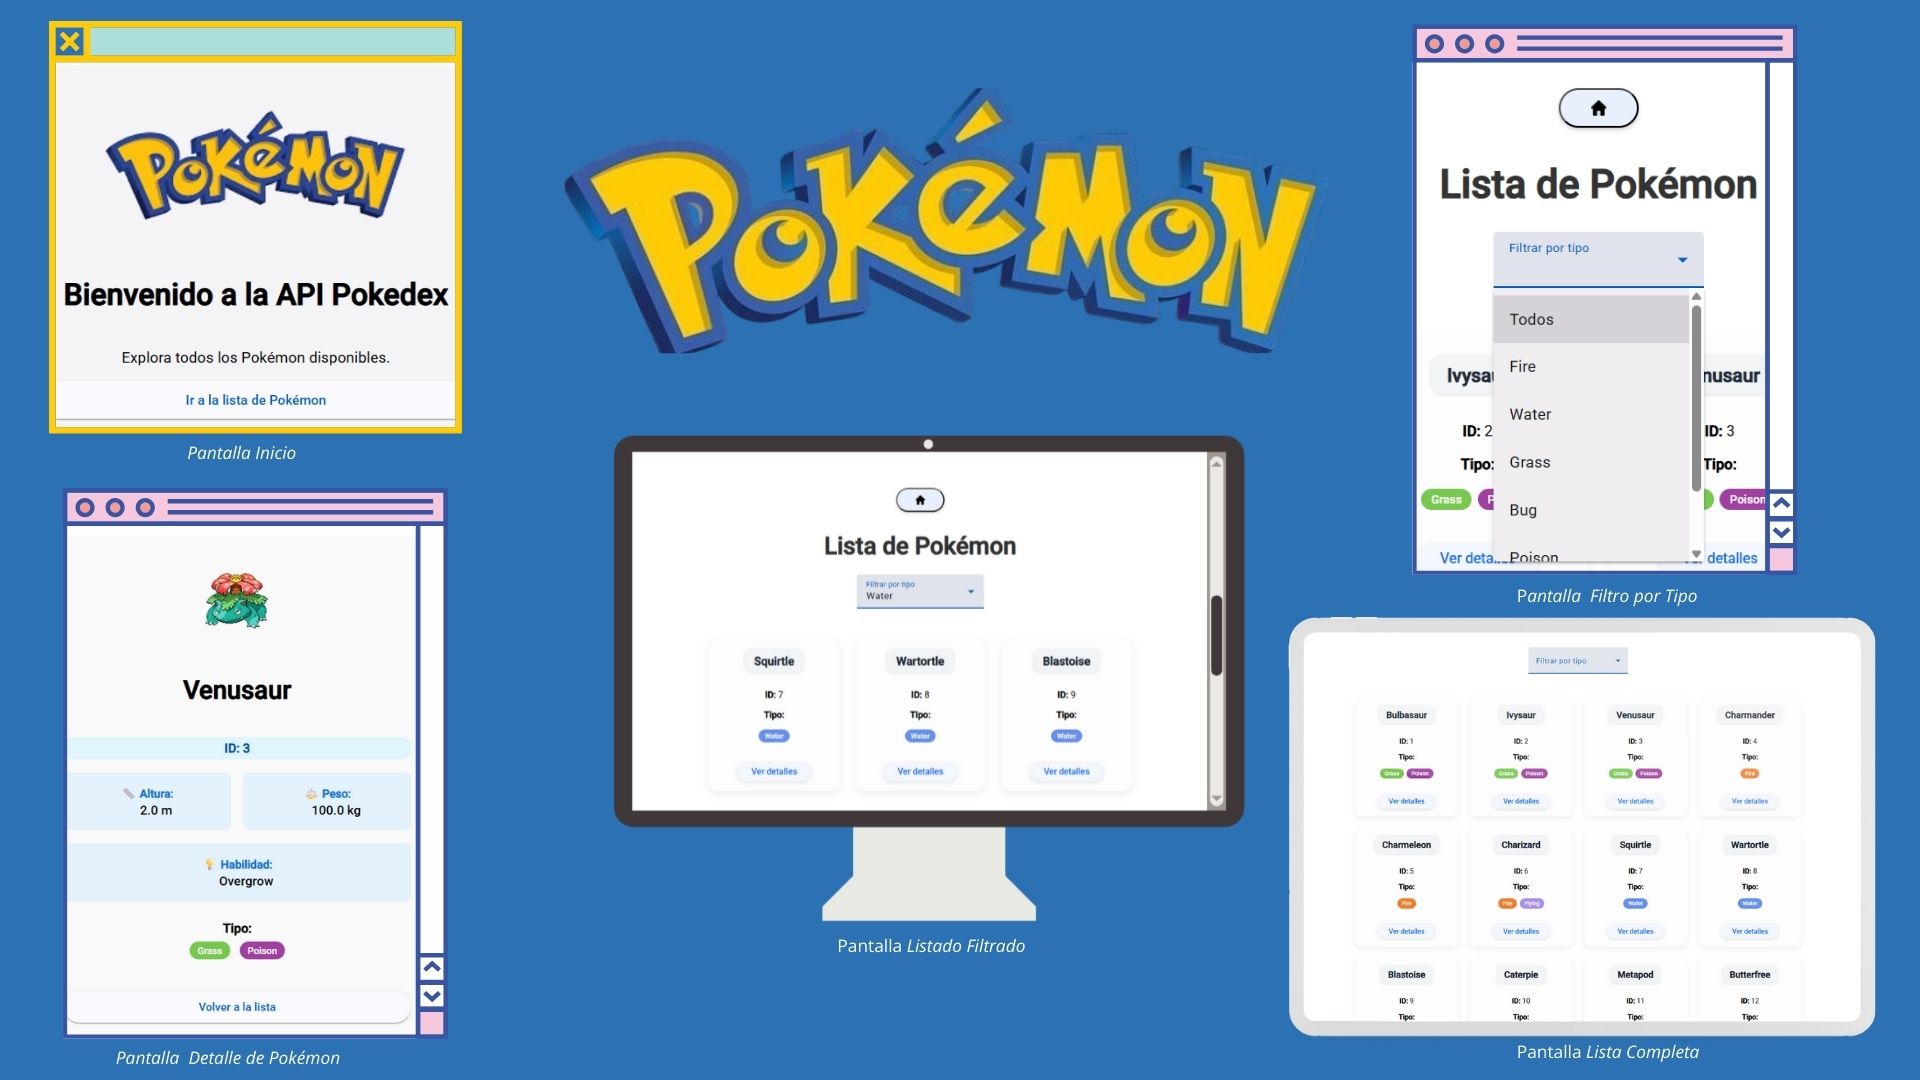 POKÉMON
Bienvenido a la API Pokedex
Explora todos los Pokémon disponibles.
Ir a la lista de Pokémon
Pantalla Inicio
POKÉMON
Venusaur
ID: 3
Altura:
2.0 m
Peso:
100.0 kg
Habilidad:
Overgrow
Tipo:
Grass Poison
Volver a la lista
Pantalla Detalle de Pokémon
Lista de Pokémon
Filtrar por tipo
Water
Squirtle Wartortle Blastoise
ID: 7 ID: 8 ID: 9
Tipo: Tipo: Tipo:
Water Water Water
Ver detalles Ver detalles Ver detalles
Pantalla Listado Filtrado
Lista de Pokémon
Filtrar por tipo
Todos
Fire
Water
Grass
Bug
Poison
Ivysau nusaur
ID: 2 ID: 3
Tipo: Tipo:
Grass P Poison
Ver deta detalles
Pantalla Filtro por Tipo
Filtrar por tipo
Bulbasaur Ivysaur Venusaur Charmander
ID: 1 ID: 2 ID: 3 ID: 4
Tipo: Tipo: Tipo: Tipo:
Grass Poison Grass Poison Grass Poison Fire
Ver detalles Ver detalles Ver detalles Ver detalles
Charmeleon Charizard Squirtle Wartortle
ID: 5 ID: 6 ID: 7 ID: 8
Tipo: Tipo: Tipo: Tipo:
Fire Fire Flying Water Water
Ver detalles Ver detalles Ver detalles Ver detalles
Blastoise Caterpie Metapod Butterfree
ID: 9 ID: 10 ID: 11 ID: 12
Tipo: Tipo: Tipo: Tipo:
Pantalla Lista Completa